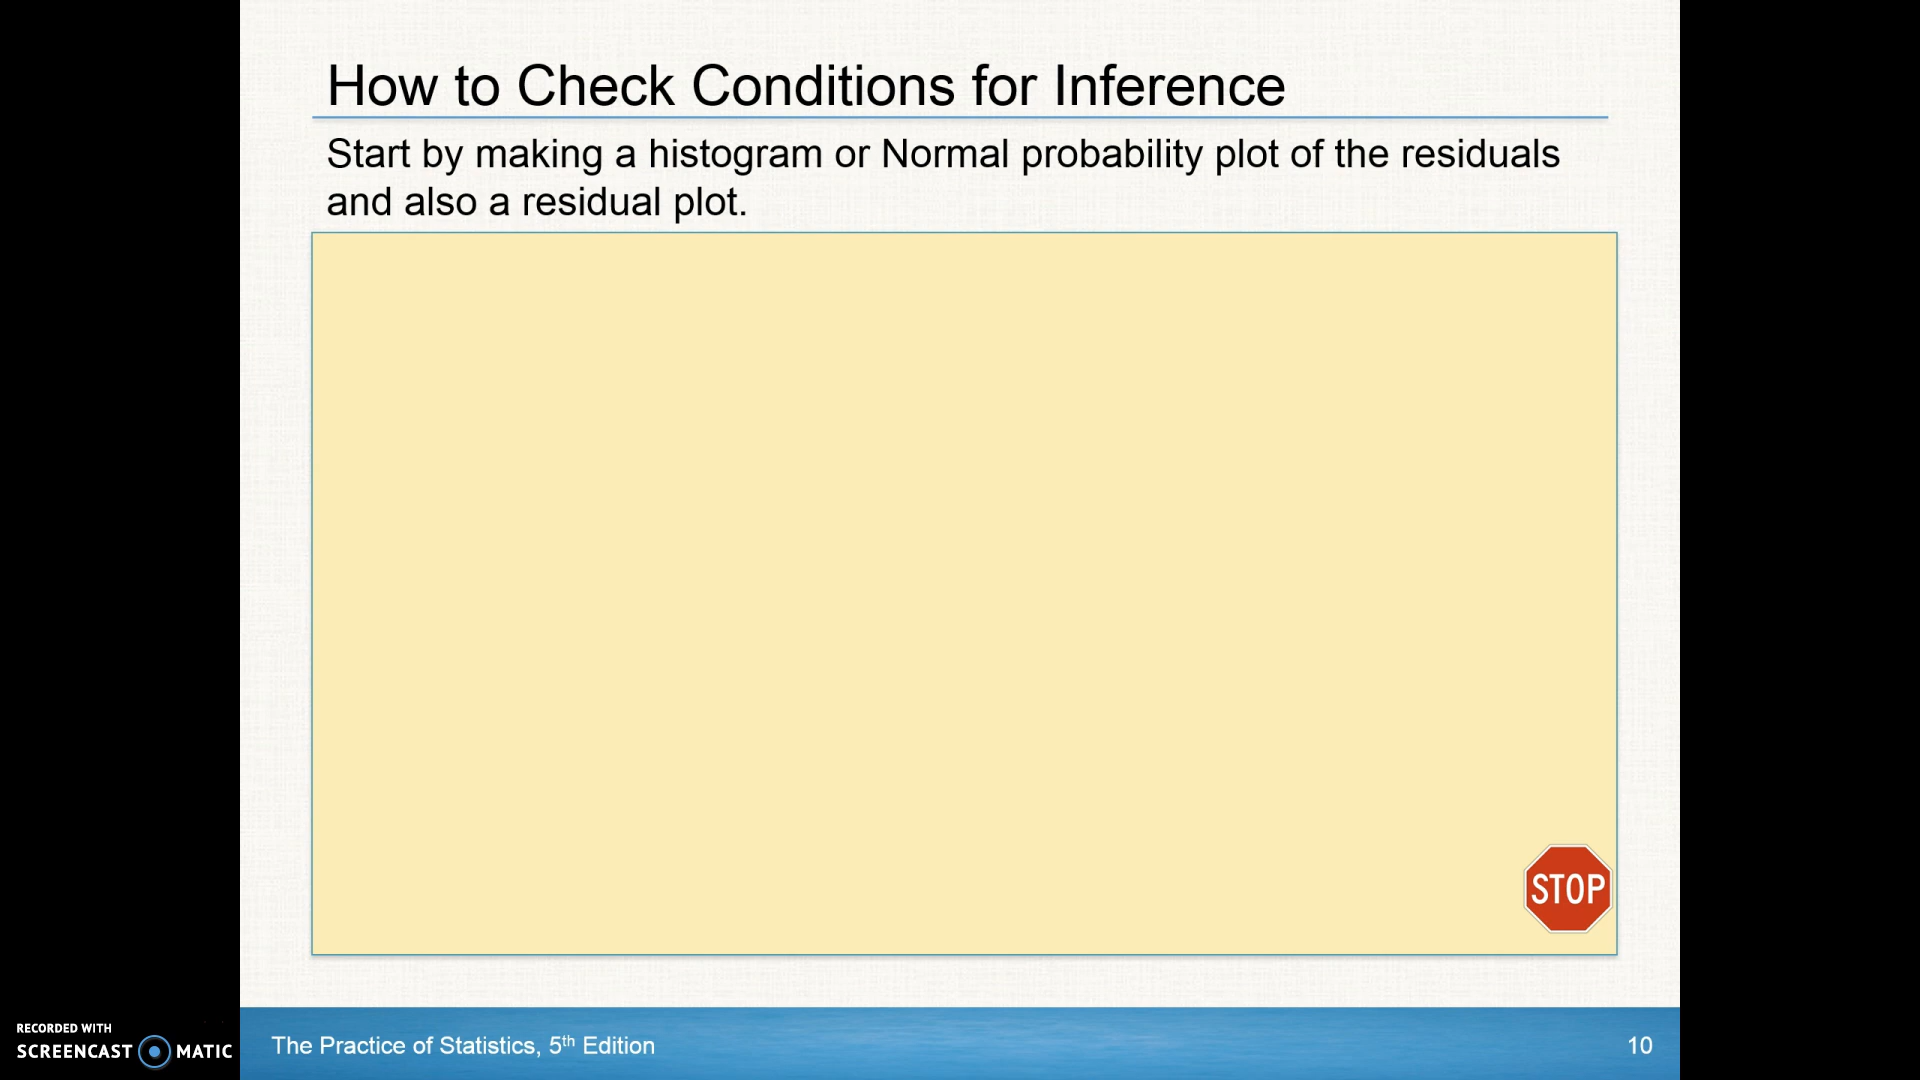 How to Check Conditions for Inference
Start by making a histogram or Normal probability plot of the residuals
and also a residual plot.
STOP
RECORDED WITH
SCREENCAST MATIC
The Practice of Statistics, 5th Edition
10